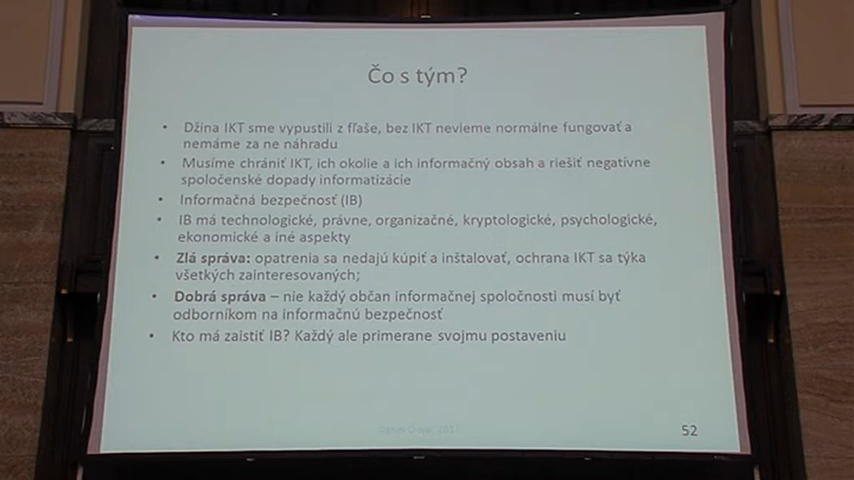 Čo s tým?
• Džina IKT sme vypustili z fľaše, bez IKT nevieme normálne fungovať a
nemáme za ne náhradu
• Musíme chrániť IKT, ich okolie a ich informačný obsah a riešiť negatívne
spoločenské dopady informatizácie
• Informačná bezpečnosť (IB)
• IB má technologické, právne, organizačné, kryptologické, psychologické,
ekonomické a iné aspekty
• Zlá správa: opatrenia sa nedajú kúpiť a inštalovať, ochrana IKT sa týka
všetkých zainteresovaných;
• Dobrá správa – nie každý občan informačnej spoločnosti musí byť
odborníkom na informačnú bezpečnosť
• Kto má zaistiť IB? Každý ale primerane svojmu postaveniu
52